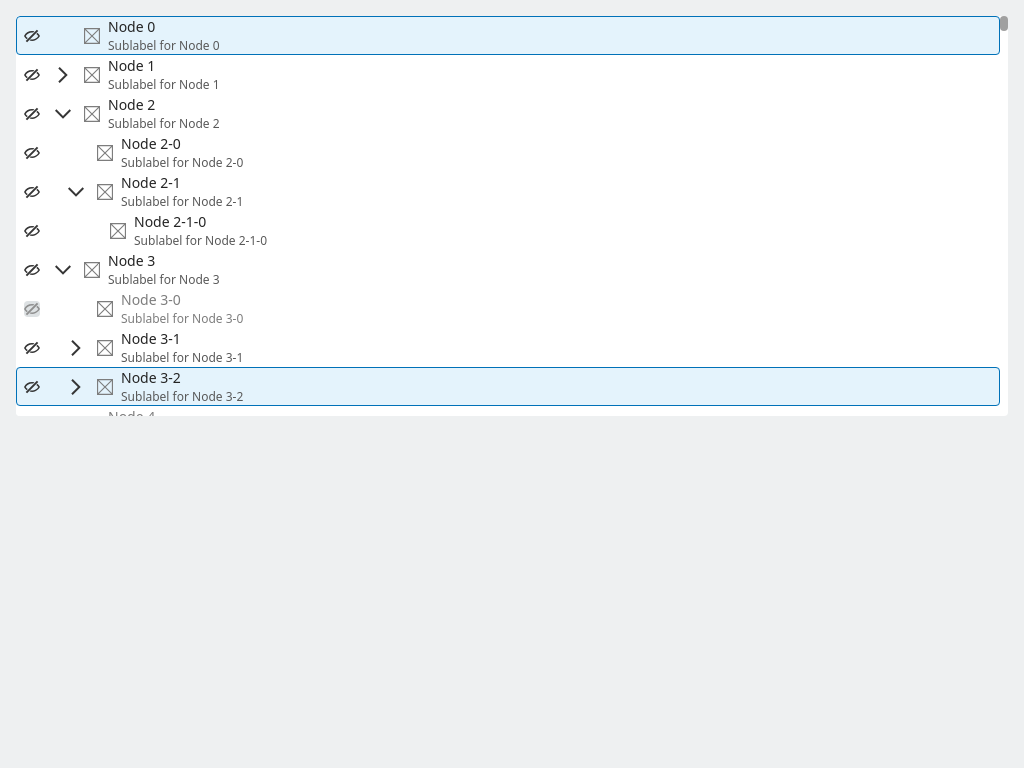 Node 0
Sublabel for Node 0
Node 1
Sublabel for Node 1
Node 2
Sublabel for Node 2
Node 2-0
Sublabel for Node 2-0
Node 2-1
Sublabel for Node 2-1
Node 2-1-0
Sublabel for Node 2-1-0
Node 3
Sublabel for Node 3
Node 3-0
Sublabel for Node 3-0
Node 3-1
Sublabel for Node 3-1
Node 3-2
Sublabel for Node 3-2
Node 4